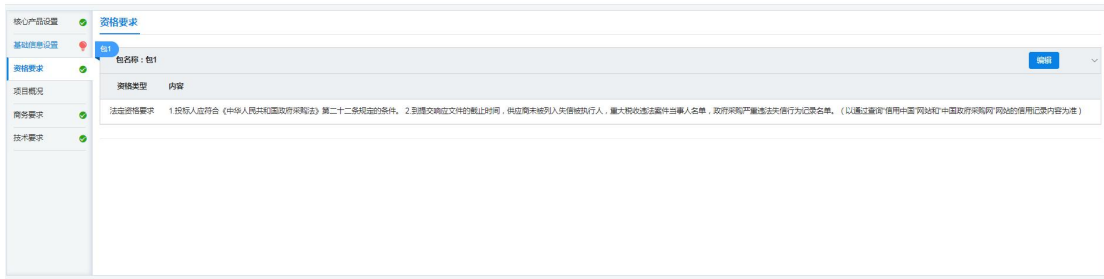 核心产品设置
基础信息设置
资格要求
项目概况
商务要求
技术要求
资格要求
包1
包名称：包1
编辑
资格类型 内容
法定资格要求 1.投标人应符合《中华人民共和国政府采购法》第二十二条规定的条件。 2.到提交响应文件的截止时间，供应商未被列入失信被执行人，重大税收违法案件当事人名单，政府采购严重违法失信行为记录名单。（以通过查询“信用中国”网站和“中国政府采购网”网站的信用记录内容为准）